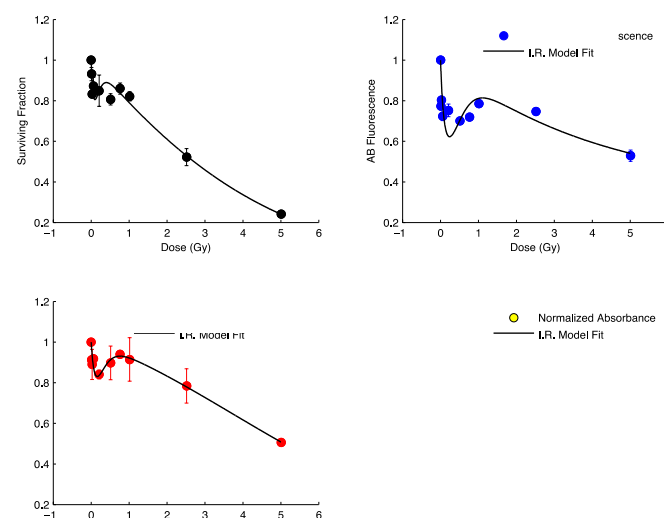 1.2
1
0.8
0.6
0.4
0.2
Surviving Fraction
−1 0 1 2 3 4 5 6
Dose (Gy)
1.2
1
0.8
0.6
0.4
0.2
AB Fluorescence
scence
I.R. Model Fit
−1 0 1 2 3 4 5
Dose (Gy)
1.2
1
0.8
0.6
0.4
0.2
I.R. Model Fit
−1 0 1 2 3 4 5 6
Normalized Absorbance
I.R. Model Fit